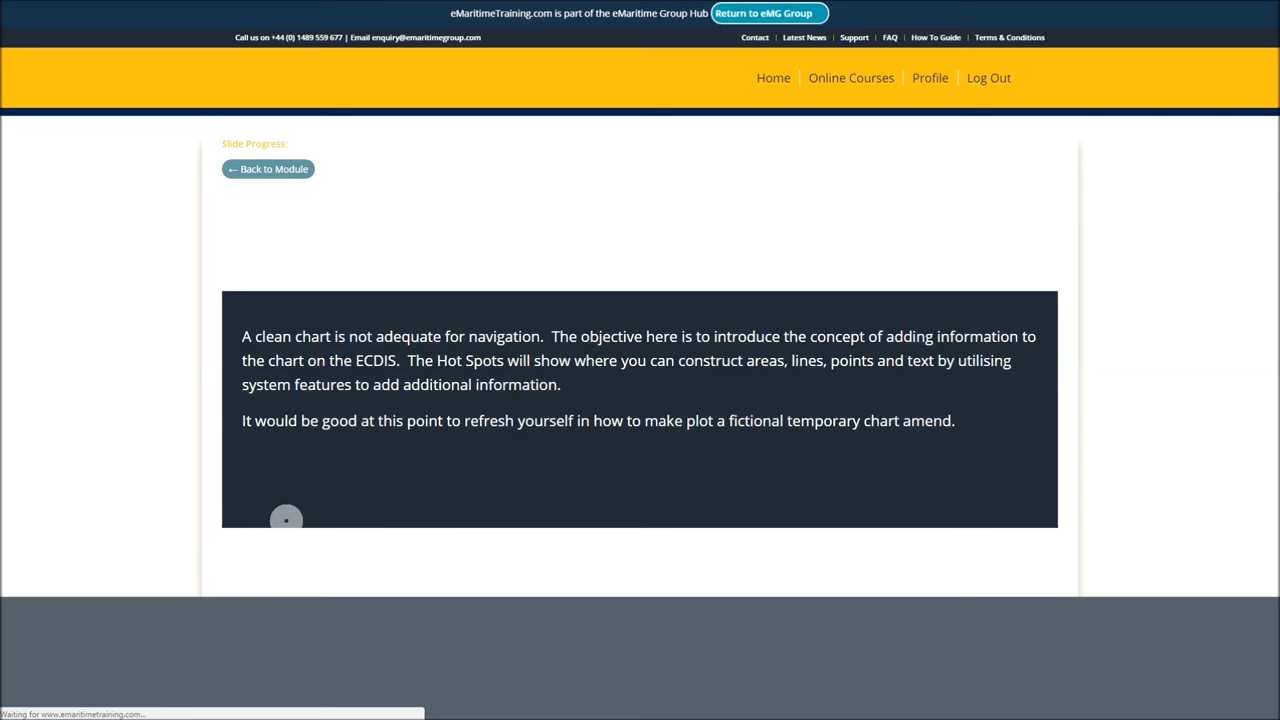 eMaritimeTraining.com is part of the eMaritime Group Hub Return to eMG Group
Call us on +44 (0) 1489 559 677 | Email enquiry@emaritimegroup.com
Contact | Latest News | Support | FAQ | How To Guide | Terms & Conditions
Home | Online Courses | Profile | Log Out
Slide Progress:
← Back to Module
A clean chart is not adequate for navigation. The objective here is to introduce the concept of adding information to
the chart on the ECDIS. The Hot Spots will show where you can construct areas, lines, points and text by utilising
system features to add additional information.
It would be good at this point to refresh yourself in how to make plot a fictional temporary chart amend.
Waiting for www.emaritimetraining.com...